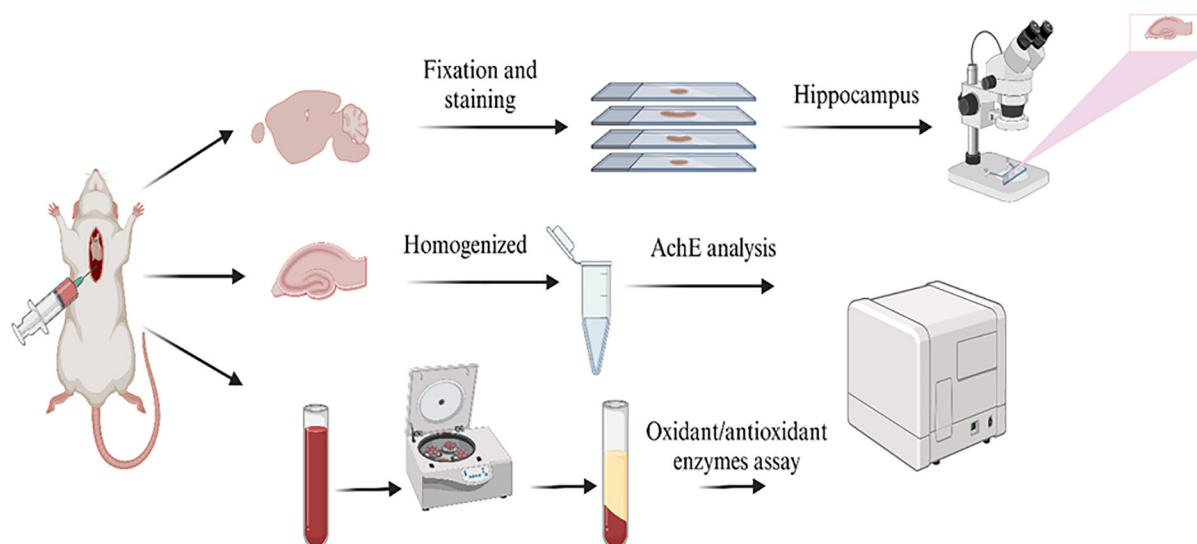 Fixation and
staining
Hippocampus
Homogenized
AchE analysis
Oxidant/antioxidant
enzymes assay